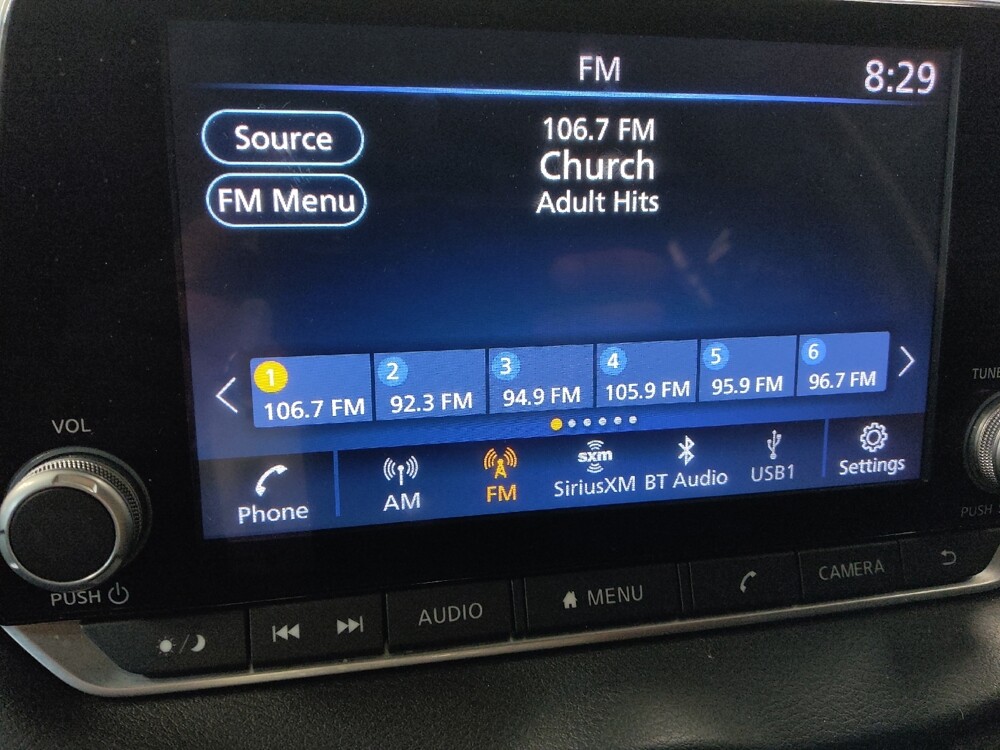 FM
8:29
Source
106.7 FM
Church
FM Menu
Adult Hits
1
106.7 FM
2
92.3 FM
3
94.9 FM
4
105.9 FM
5
95.9 FM
6
96.7 FM
VOL
TUNE
Phone
AM
FM
sxm
SiriusXM
BT Audio
USB1
Settings
PUSH
PUSH
AUDIO
MENU
CAMERA